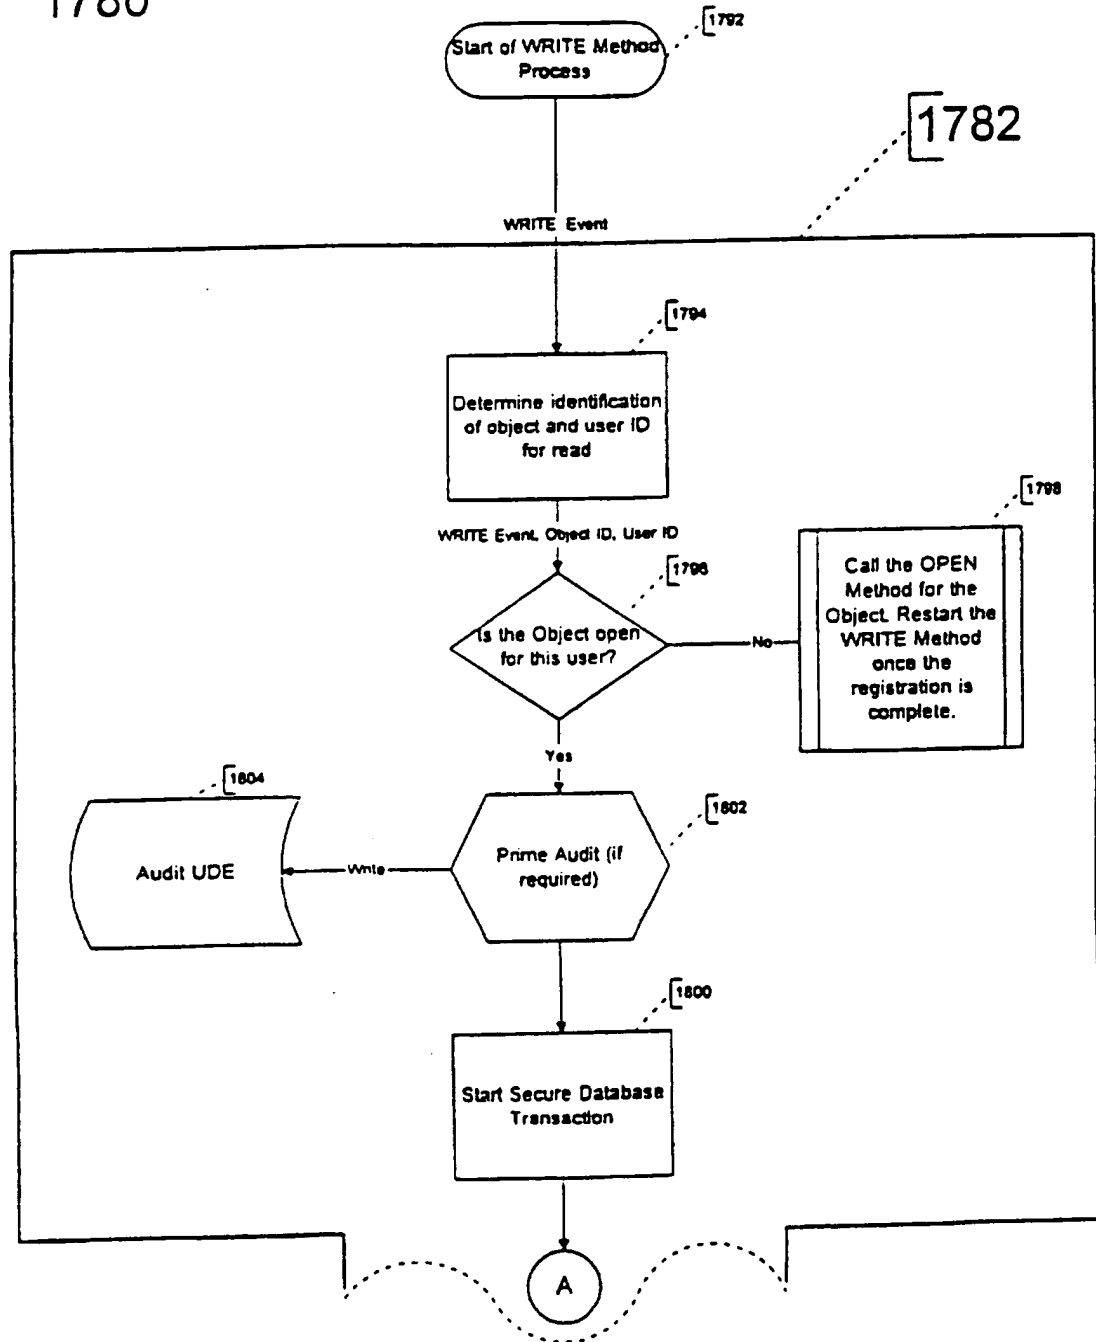 1780
1792
Start of WRITE Method
Process
1782
WRITE Event
1794
Determine identification
of object and user ID
for read
WRITE Event, Object ID, User ID
1796
1798
Is the Object open
for this user?
No
Call the OPEN
Method for the
Object. Restart the
WRITE Method
once the
registration is
complete.
Yes
1804
1802
Audit UDE
Write
Prime Audit (if
required)
1800
Start Secure Database
Transaction
A